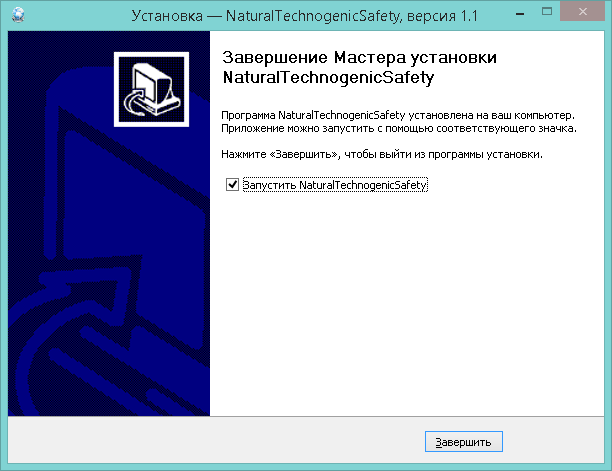 Установка — NaturalTechnogenicSafety, версия 1.1
Завершение Мастера установки
NaturalTechnogenicSafety
Программа NaturalTechnogenicSafety установлена на ваш компьютер.
Приложение можно запустить с помощью соответствующего значка.
Нажмите «Завершить», чтобы выйти из программы установки.
Запустить NaturalTechnogenicSafety
Завершить